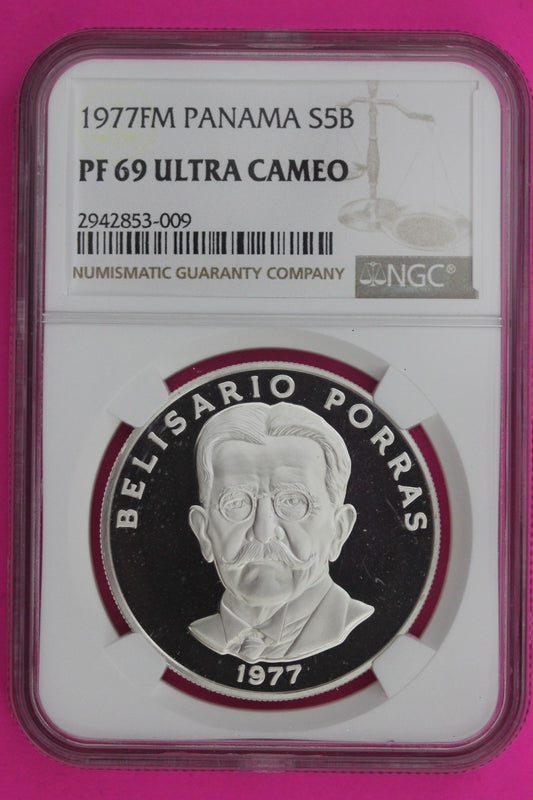 1977FM PANAMA S5B
PF 69 ULTRA CAMEO
2942853-009
NUMISMATIC GUARANTY COMPANY
NGC®
BELISARIO PORRAS
1977